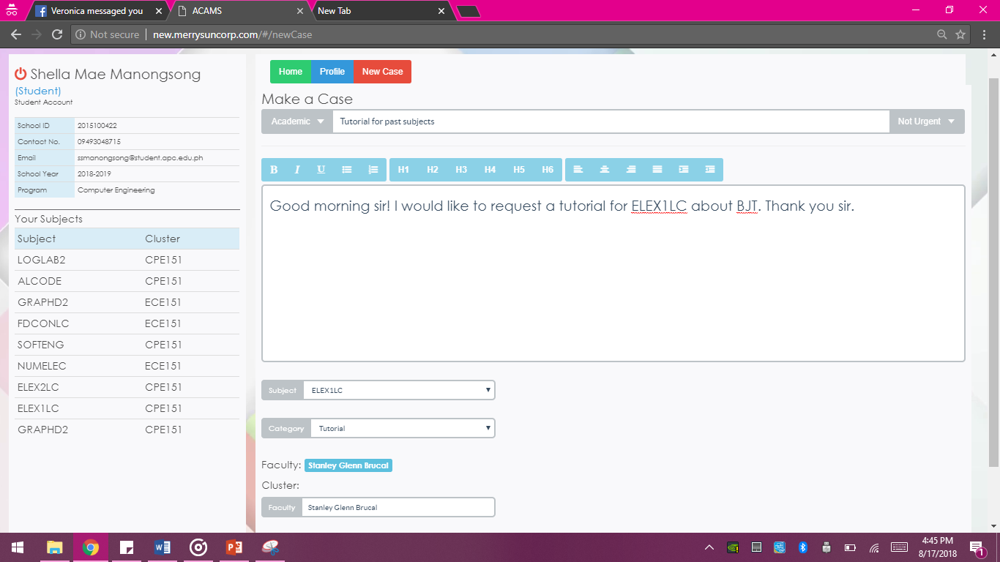 Veronica messaged you
ACAMS
New Tab
Not secure new.merrysuncorp.com/#/newCase
Shella Mae Manongsong
(Student)
Student Account
School ID 2015100422
Contact No. 09493048715
Email ssmanongsong@student.apc.edu.ph
School Year 2018-2019
Program Computer Engineering
Your Subjects
Subject Cluster
LOGLAB2 CPE151
ALCODE CPE151
GRAPHD2 ECE151
FDCONLC ECE151
SOFTENG CPE151
NUMELEC ECE151
ELEX2LC CPE151
ELEX1LC CPE151
GRAPHD2 CPE151
Home Profile New Case
Make a Case
Academic Tutorial for past subjects Not Urgent
B I U H1 H2 H3 H4 H5 H6
Good morning sir! I would like to request a tutorial for ELEX1LC about BJT. Thank you sir.
Subject ELEX1LC
Category Tutorial
Faculty: Stanley Glenn Brucal
Cluster:
Faculty Stanley Glenn Brucal
4:45 PM
8/17/2018
1